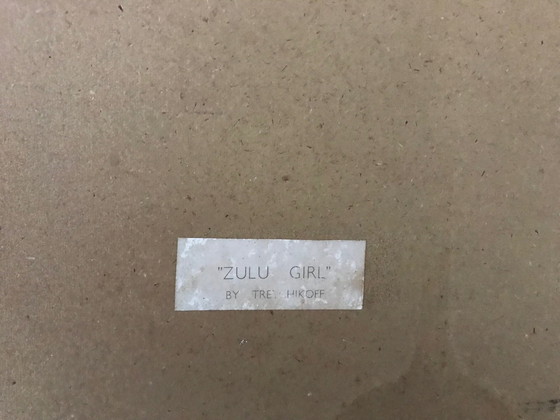 "ZULU GIRL"
BY TRE HIKOFF